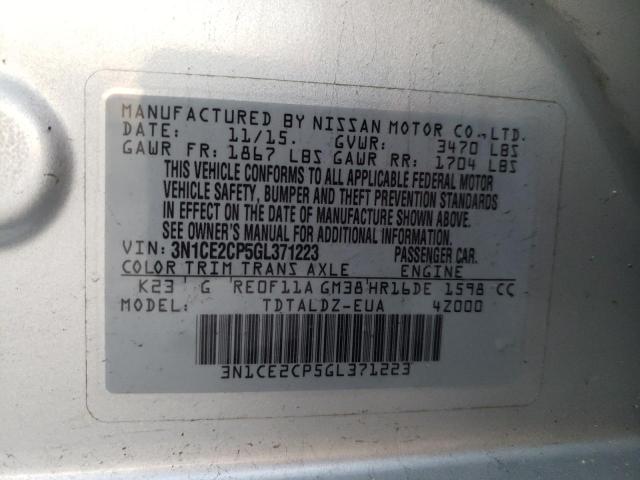 MANUFACTURED BY NISSAN MOTOR CO., LTD.
DATE: 11/15. GVWR: 3470 LBS
GAWR FR: 1867 LBS GAWR RR: 1704 LBS
THIS VEHICLE CONFORMS TO ALL APPLICABLE FEDERAL MOTOR
VEHICLE SAFETY, BUMPER AND THEFT PREVENTION STANDARDS
IN EFFECT ON THE DATE OF MANUFACTURE SHOWN ABOVE.
SEE OWNER'S MANUAL FOR ADDITIONAL INFORMATION.
VIN: 3N1CE2CP5GL371223 PASSENGER CAR.
COLOR TRIM TRANS AXLE ENGINE
K23 G RE0F11A GM38 HR16DE 1598 CC
MODEL: TDTALDZ-EUA 4Z000
3N1CE2CP5GL371223